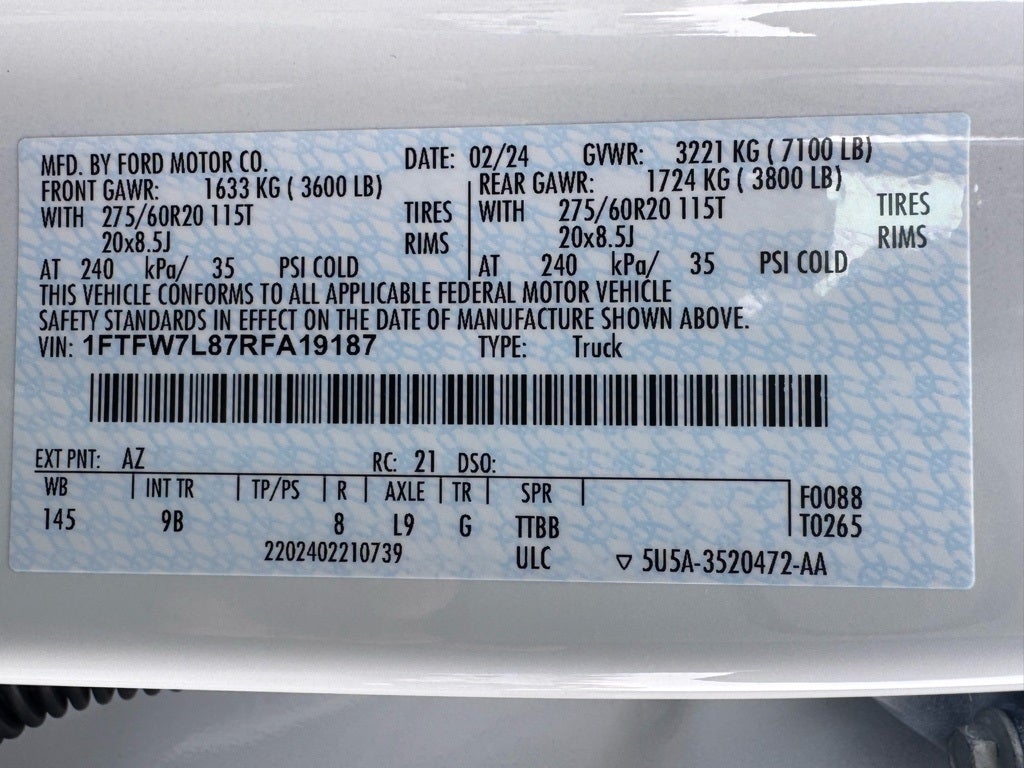 MFD. BY FORD MOTOR CO. DATE: 02/24 GVWR: 3221 KG ( 7100 LB)
FRONT GAWR: 1633 KG ( 3600 LB) REAR GAWR: 1724 KG ( 3800 LB)
WITH 275/60R20 115T TIRES WITH 275/60R20 115T TIRES
20x8.5J RIMS 20x8.5J RIMS
AT 240 kPa/ 35 PSI COLD AT 240 kPa/ 35 PSI COLD
THIS VEHICLE CONFORMS TO ALL APPLICABLE FEDERAL MOTOR VEHICLE
SAFETY STANDARDS IN EFFECT ON THE DATE OF MANUFACTURE SHOWN ABOVE.
VIN: 1FTFW7L87RFA19187 TYPE: Truck
EXT PNT: AZ RC: 21 DSO:
WB INT TR TP/PS R AXLE TR SPR F0088
145 9B 8 L9 G TTBB T0265
2202402210739 ULC ▽ 5U5A-3520472-AA